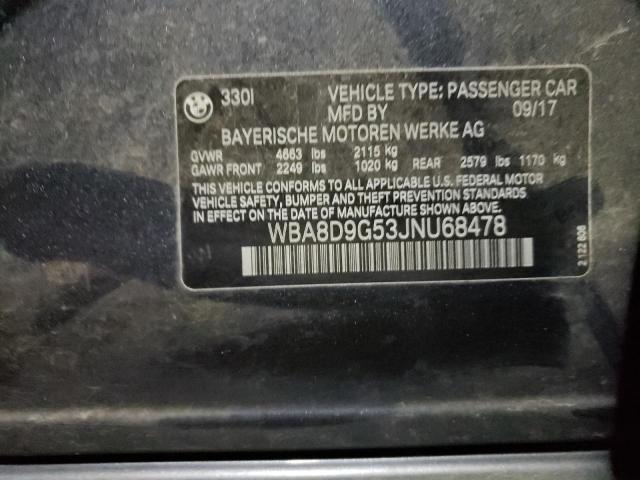 330I VEHICLE TYPE: PASSENGER CAR
MFD BY 09/17
BAYERISCHE MOTOREN WERKE AG
GVWR 4663 lbs 2115 kg
GAWR FRONT 2249 lbs 1020 kg REAR 2579 lbs 1170 kg
THIS VEHICLE CONFORMS TO ALL APPLICABLE U.S. FEDERAL MOTOR
VEHICLE SAFETY, BUMPER AND THEFT PREVENTION STANDARDS
IN EFFECT ON THE DATE OF MANUFACTURE SHOWN ABOVE.
WBA8D9G53JNU68478